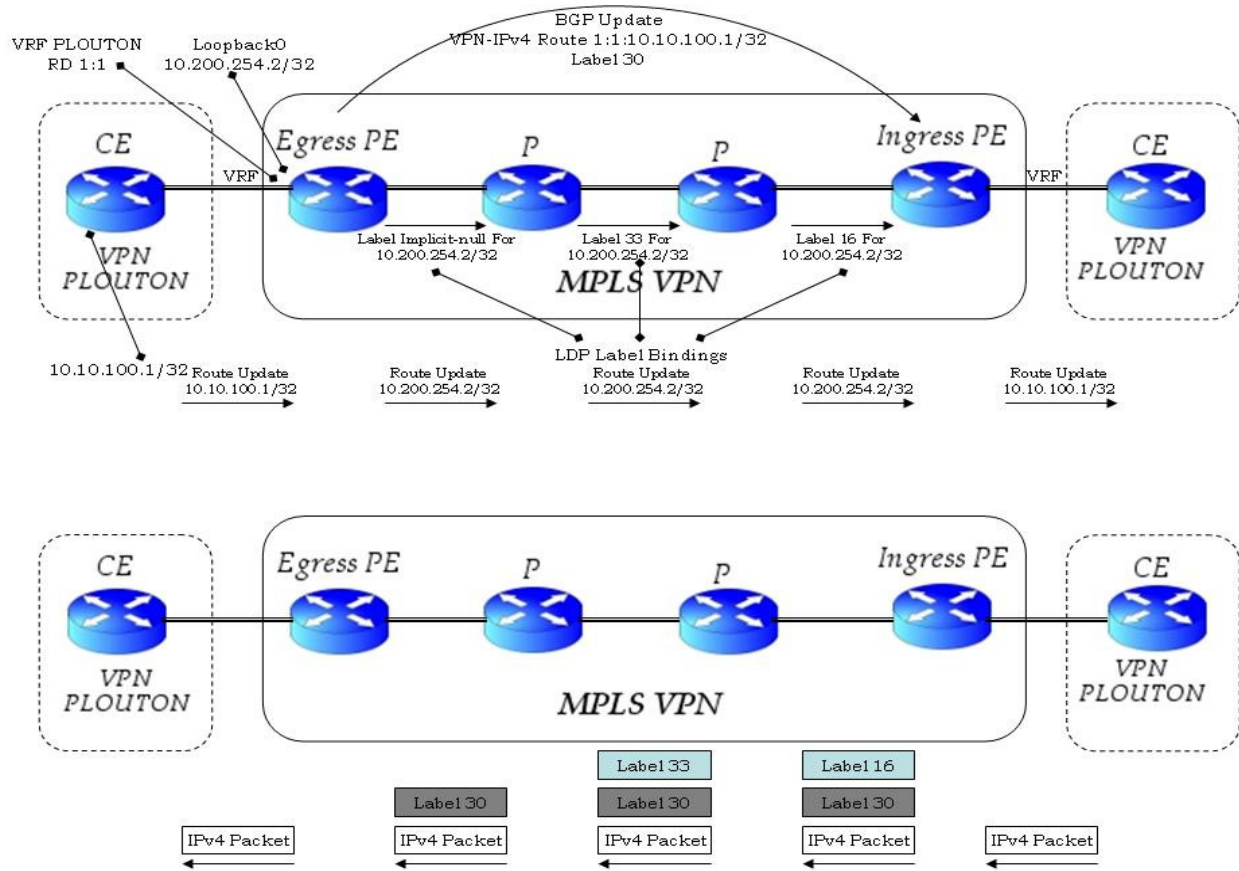 BGP Update
VPN-IPv4 Route 1:1:10.10.100.1/32
Label 30
VRF PLOUTON
RD 1:1
Loopback0
10.200.254.2/32
CE
Egress PE
P
P
Ingress PE
CE
VRF
VRF
Label Implicit-null For
10.200.254.2/32
Label 33 For
10.200.254.2/32
Label 16 For
10.200.254.2/32
VPN
PLOUTON
MPLS VPN
VPN
PLOUTON
LDP Label Bindings
10.10.100.1/32
Route Update
10.10.100.1/32
Route Update
10.200.254.2/32
Route Update
10.200.254.2/32
Route Update
10.200.254.2/32
Route Update
10.10.100.1/32
CE
Egress PE
P
P
Ingress PE
CE
VPN
PLOUTON
MPLS VPN
VPN
PLOUTON
Label 33
Label 16
Label 30
Label 30
Label 30
IPv4 Packet
IPv4 Packet
IPv4 Packet
IPv4 Packet
IPv4 Packet